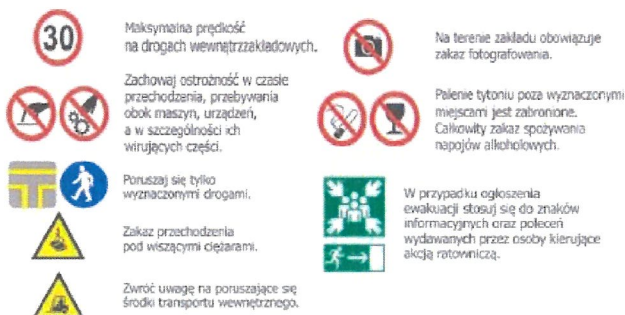 30
Maksymalna prędkość
na drogach wewnątrzzakładowych.
Zachowaj ostrożność w czasie
przechodzenia, przebywania
obok maszyn, urządzeń,
a w szczególności ich
wirujących części.
Poruszaj się tylko
wyznaczonymi drogami.
Zakaz przechodzenia
pod wiszącymi ciężarami.
Zwróć uwagę na poruszające się
środki transportu wewnętrznego.
Na terenie zakładu obowiązuje
zakaz fotografowania.
Palenie tytoniu poza wyznaczonymi
miejscami jest zabronione.
Całkowity zakaz spożywania
napojów alkoholowych.
W przypadku ogłoszenia
ewakuacji stosuj się do znaków
informacyjnych oraz poleceń
wydawanych przez osoby kierujące
akcją ratowniczą.